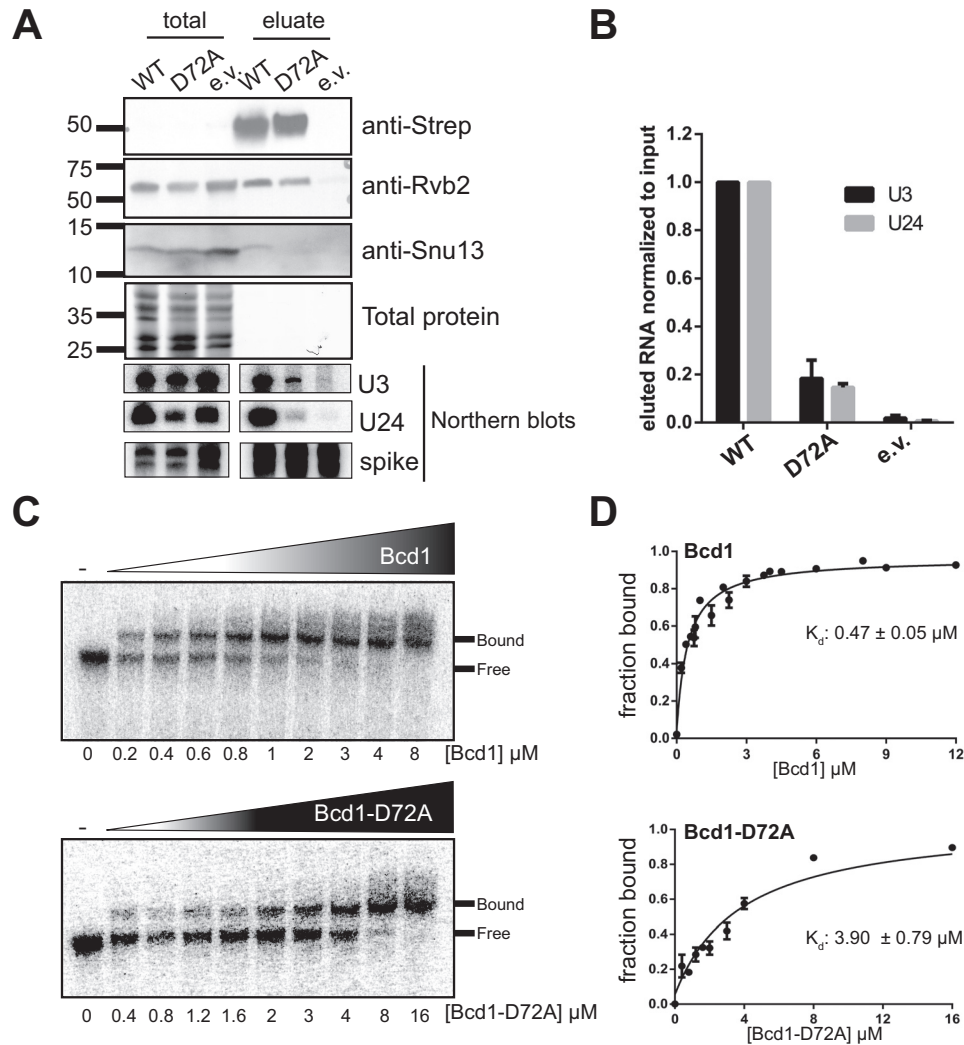 A
total eluate
WT D72A e.v. WT D72A e.v.
50 anti-Strep
75
50 anti-Rvb2
15
10 anti-Snu13
35
25 Total protein
U3
U24
spike
Northern blots
B
eluted RNA normalized to input
1.2
1.0
0.8
0.6
0.4
0.2
0.0
U3
U24
WT D72A e.v.
C
- Bcd1
Bound
Free
0 0.2 0.4 0.6 0.8 1 2 3 4 8 [Bcd1] µM
- Bcd1-D72A
Bound
Free
0 0.4 0.8 1.2 1.6 2 3 4 8 16 [Bcd1-D72A] µM
D
Bcd1
fraction bound
1.0
0.8
0.6
0.4
0.2
0.0
Kd: 0.47 ± 0.05 µM
0 3 6 9 12
[Bcd1] µM
Bcd1-D72A
fraction bound
1.0
0.8
0.6
0.4
0.2
0.0
Kd: 3.90 ± 0.79 µM
0 4 8 12 16
[Bcd1-D72A] µM